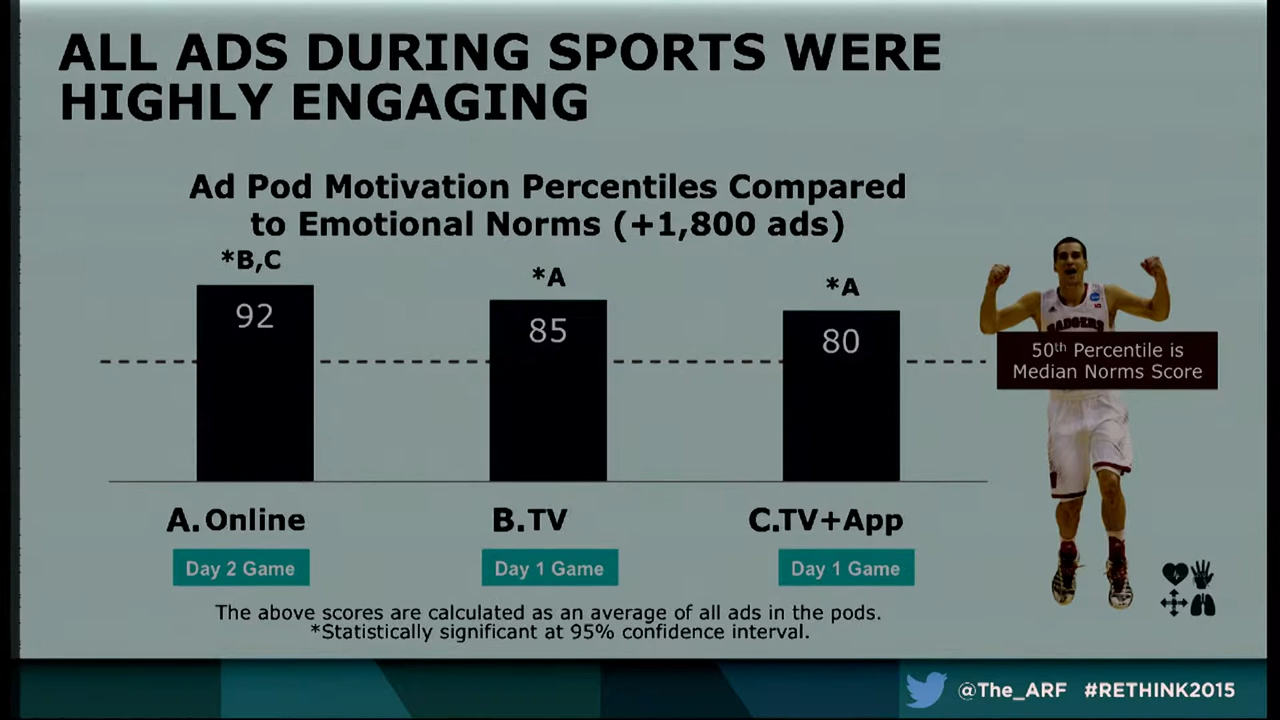 ALL ADS DURING SPORTS WERE
HIGHLY ENGAGING
Ad Pod Motivation Percentiles Compared
to Emotional Norms (+1,800 ads)
*B,C
*A
*A
92
85
80
50th Percentile is
Median Norms Score
BADGERS
A. Online
B. TV
C.TV+App
Day 2 Game
Day 1 Game
Day 1 Game
The above scores are calculated as an average of all ads in the pods.
*Statistically significant at 95% confidence interval.
@The_ARF #RETHINK2015